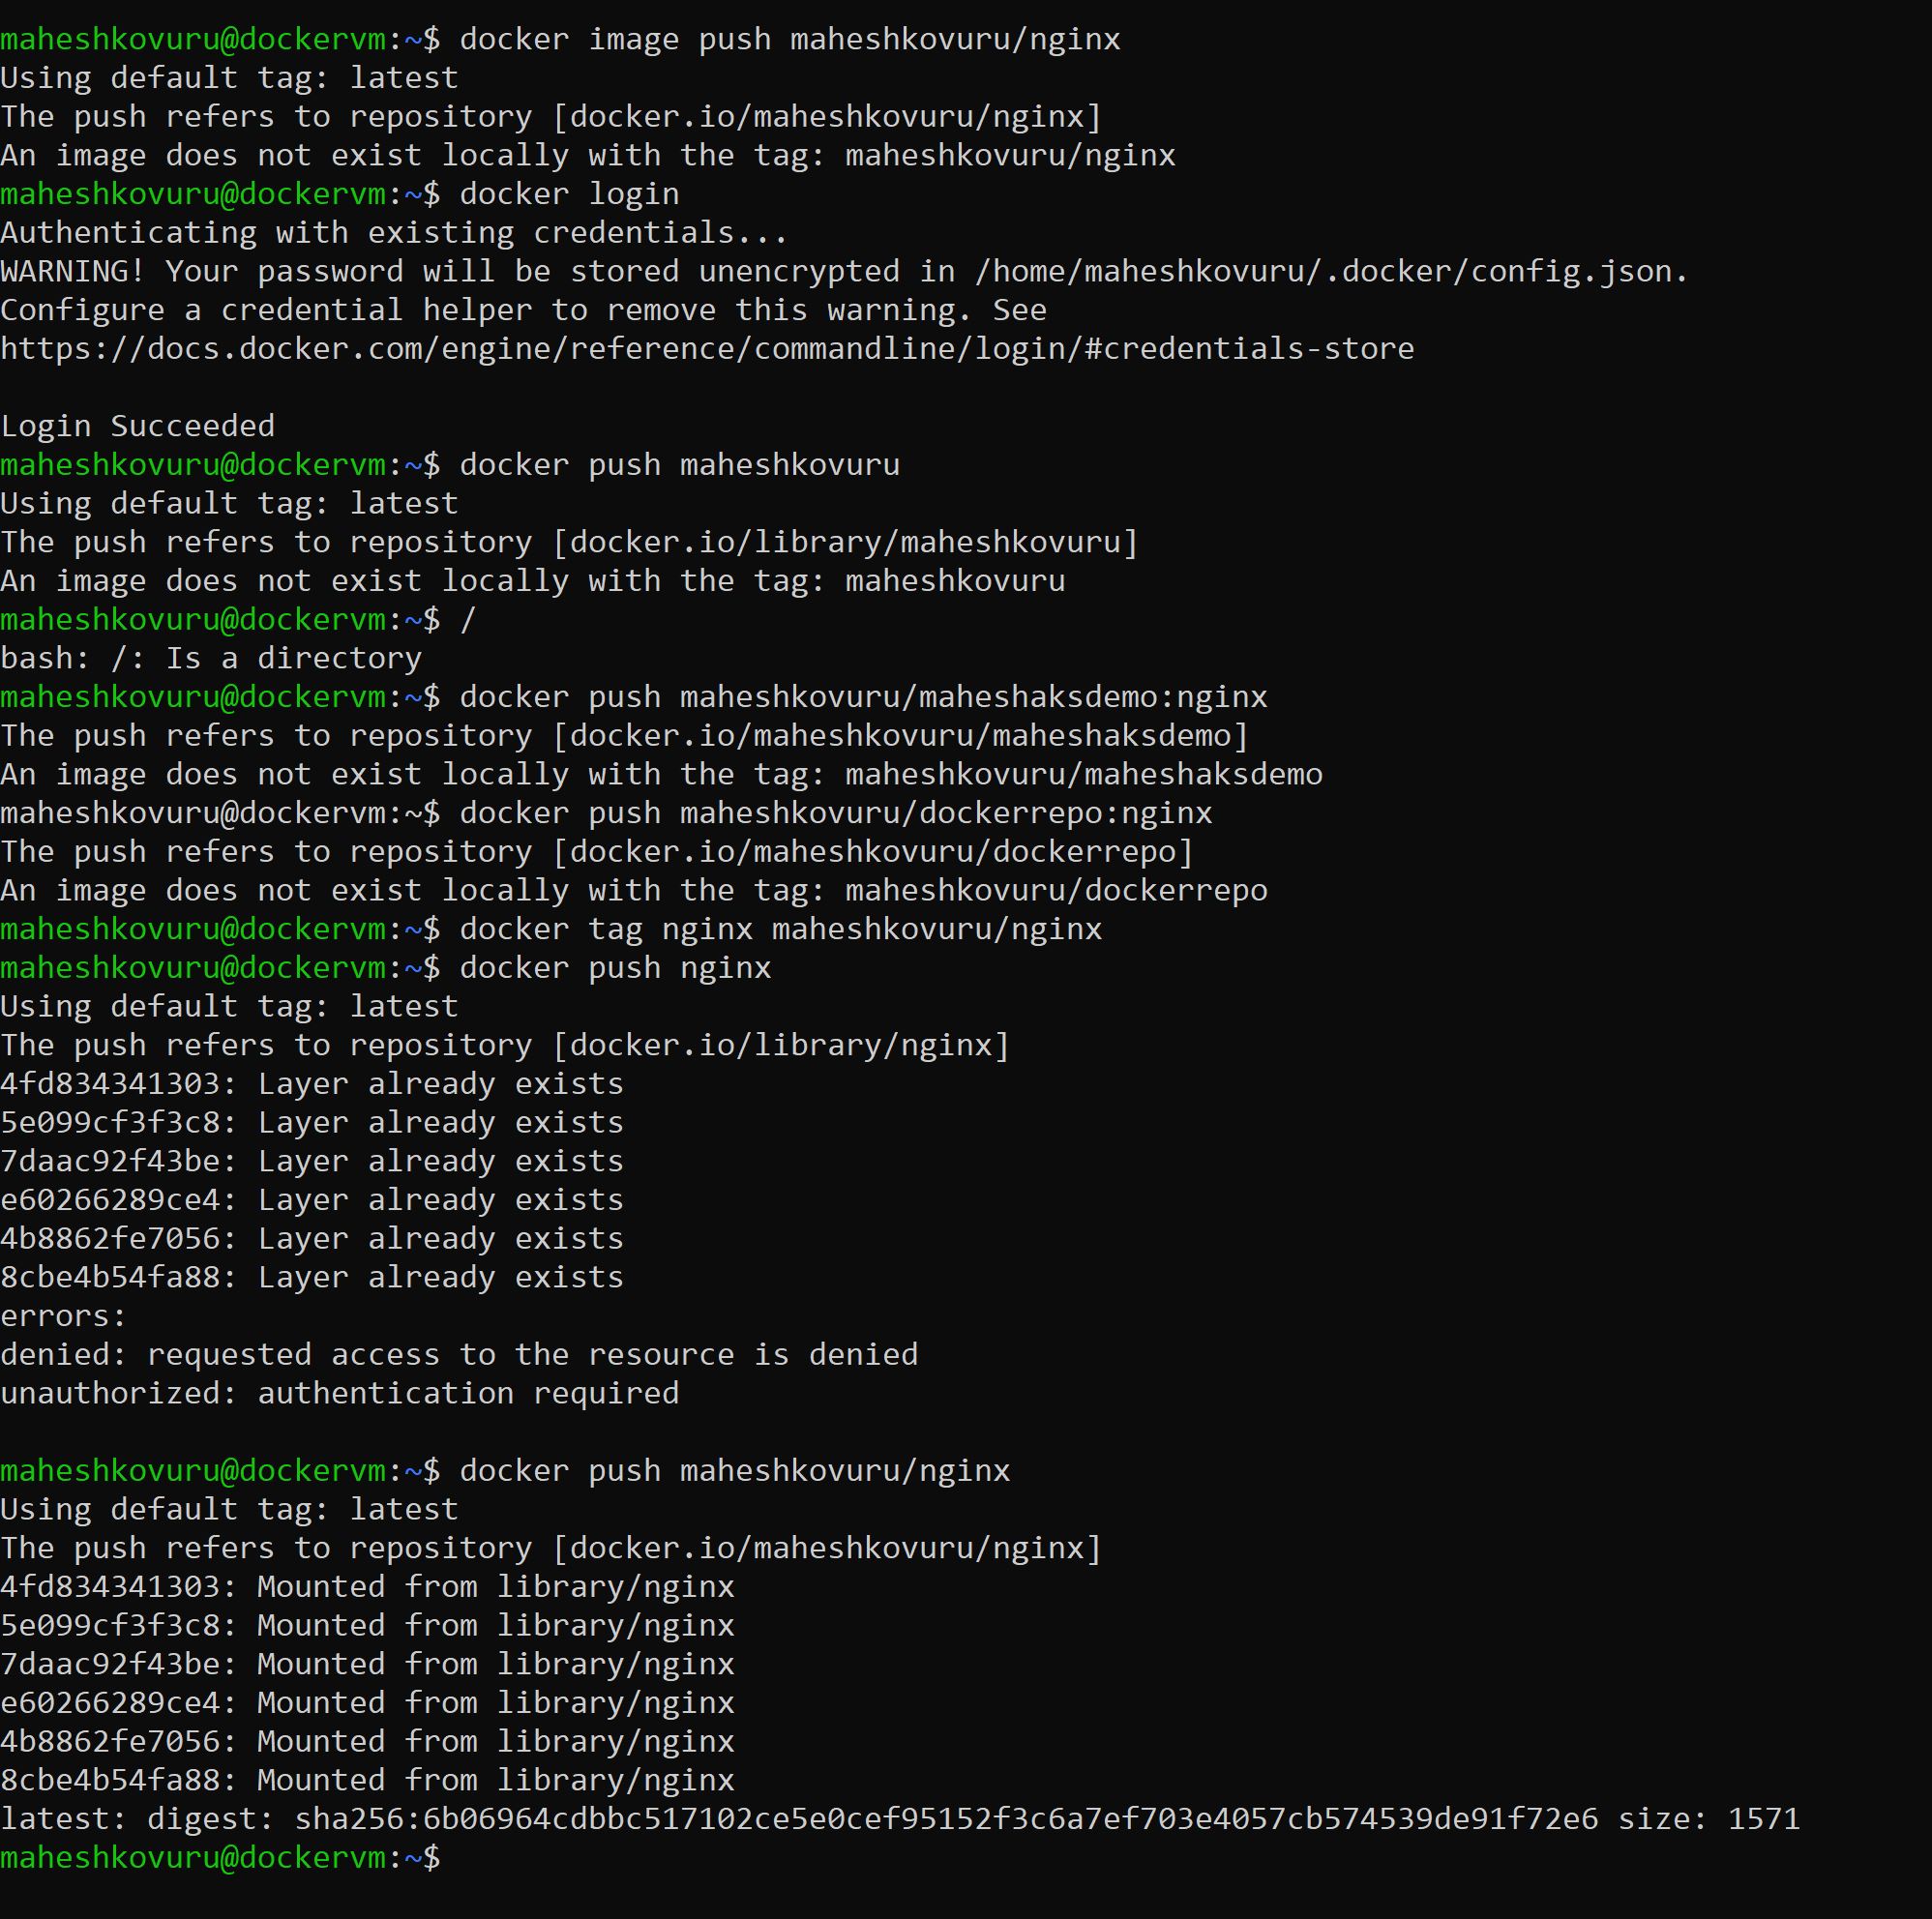 maheshkovuru@dockervm:~$ docker image push maheshkovuru/nginx
Using default tag: latest
The push refers to repository [docker.io/maheshkovuru/nginx]
An image does not exist locally with the tag: maheshkovuru/nginx
maheshkovuru@dockervm:~$ docker login
Authenticating with existing credentials...
WARNING! Your password will be stored unencrypted in /home/maheshkovuru/.docker/config.json.
Configure a credential helper to remove this warning. See
https://docs.docker.com/engine/reference/commandline/login/#credentials-store
Login Succeeded
maheshkovuru@dockervm:~$ docker push maheshkovuru
Using default tag: latest
The push refers to repository [docker.io/library/maheshkovuru]
An image does not exist locally with the tag: maheshkovuru
maheshkovuru@dockervm:~$ /
bash: /: Is a directory
maheshkovuru@dockervm:~$ docker push maheshkovuru/maheshaksdemo:nginx
The push refers to repository [docker.io/maheshkovuru/maheshaksdemo]
An image does not exist locally with the tag: maheshkovuru/maheshaksdemo
maheshkovuru@dockervm:~$ docker push maheshkovuru/dockerrepo:nginx
The push refers to repository [docker.io/maheshkovuru/dockerrepo]
An image does not exist locally with the tag: maheshkovuru/dockerrepo
maheshkovuru@dockervm:~$ docker tag nginx maheshkovuru/nginx
maheshkovuru@dockervm:~$ docker push nginx
Using default tag: latest
The push refers to repository [docker.io/library/nginx]
4fd834341303: Layer already exists
5e099cf3f3c8: Layer already exists
7daac92f43be: Layer already exists
e60266289ce4: Layer already exists
4b8862fe7056: Layer already exists
8cbe4b54fa88: Layer already exists
errors:
denied: requested access to the resource is denied
unauthorized: authentication required
maheshkovuru@dockervm:~$ docker push maheshkovuru/nginx
Using default tag: latest
The push refers to repository [docker.io/maheshkovuru/nginx]
4fd834341303: Mounted from library/nginx
5e099cf3f3c8: Mounted from library/nginx
7daac92f43be: Mounted from library/nginx
e60266289ce4: Mounted from library/nginx
4b8862fe7056: Mounted from library/nginx
8cbe4b54fa88: Mounted from library/nginx
latest: digest: sha256:6b06964cdbbc517102ce5e0cef95152f3c6a7ef703e4057cb574539de91f72e6 size: 1571
maheshkovuru@dockervm:~$